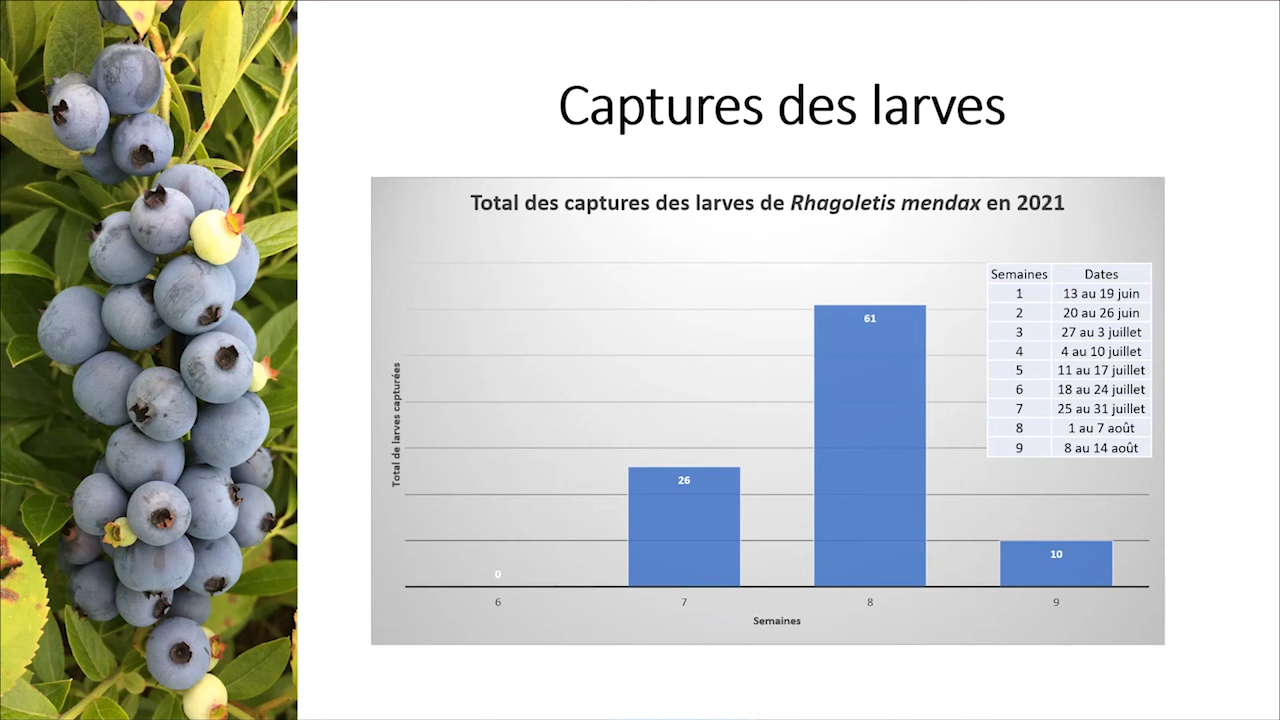 Captures des larves
Total des captures des larves de Rhagoletis mendax en 2021
Total de larves capturées
0
26
61
10
6
7
8
9
Semaines
Semaines Dates
1 13 au 19 juin
2 20 au 26 juin
3 27 au 3 juillet
4 4 au 10 juillet
5 11 au 17 juillet
6 18 au 24 juillet
7 25 au 31 juillet
8 1 au 7 août
9 8 au 14 août